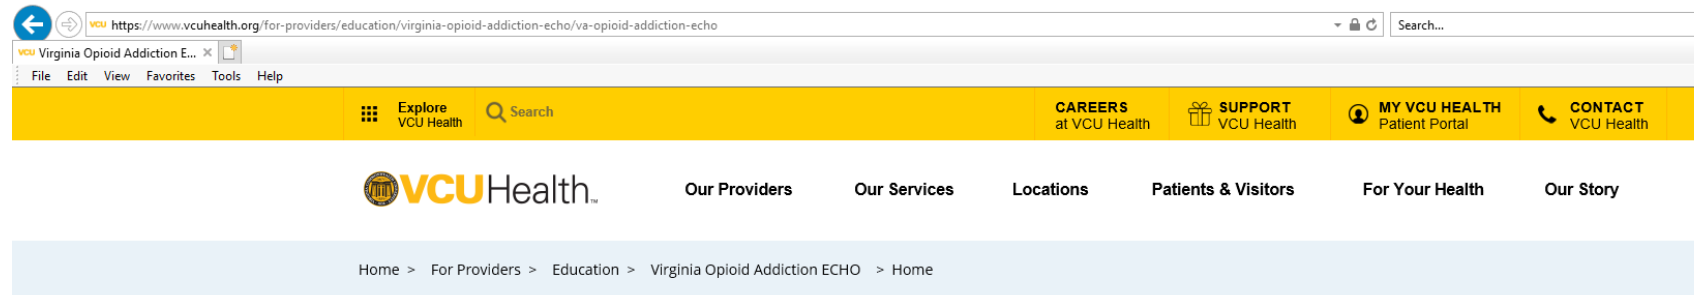 VCU https://www.vcuhealth.org/for-providers/education/virginia-opioid-addiction-echo/va-opioid-addiction-echo Search...
VCU Virginia Opioid Addiction E... ×
File Edit View Favorites Tools Help
Explore Search CAREERS SUPPORT MY VCU HEALTH CONTACT
VCU Health at VCU Health VCU Health Patient Portal VCU Health
VCUHealth™ Our Providers Our Services Locations Patients & Visitors For Your Health Our Story
Home > For Providers > Education > Virginia Opioid Addiction ECHO > Home